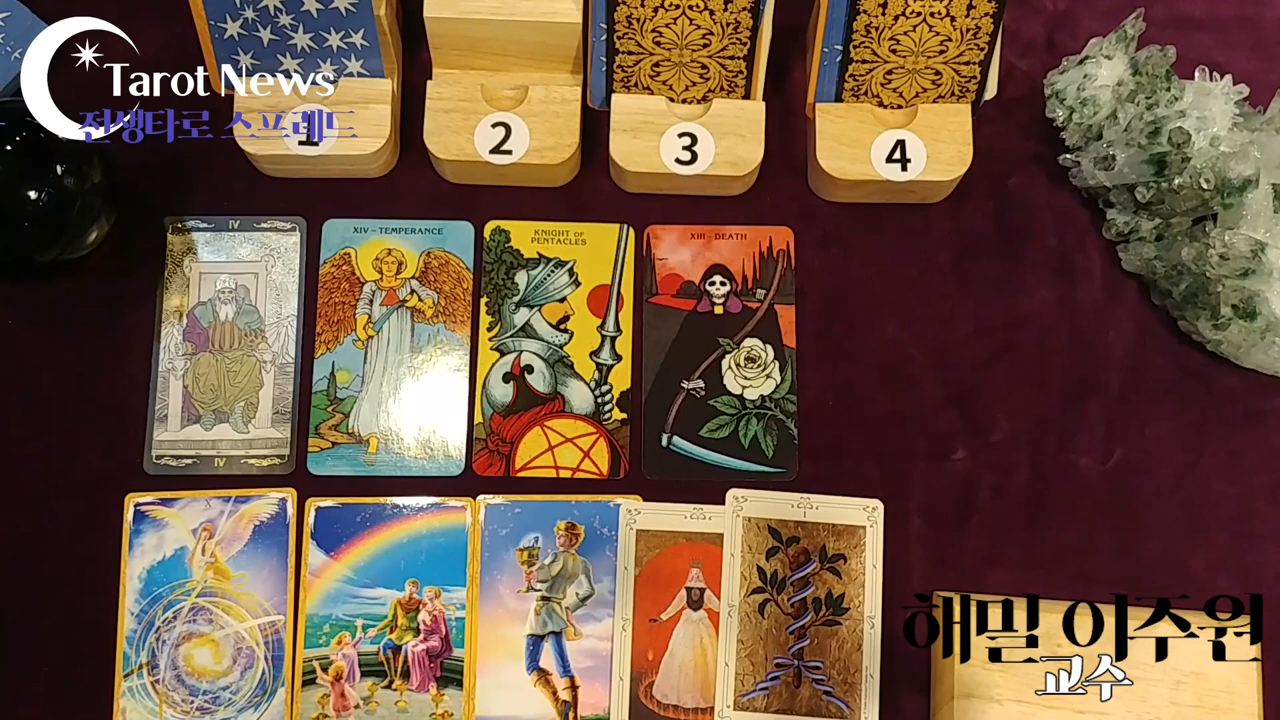 Tarot News
전생타로 스프레드
1
2
3
4
IV
XIV – TEMPERANCE
KNIGHT OF
PENTACLES
XIII – DEATH
IV
X
I
해밀 이주원
교수